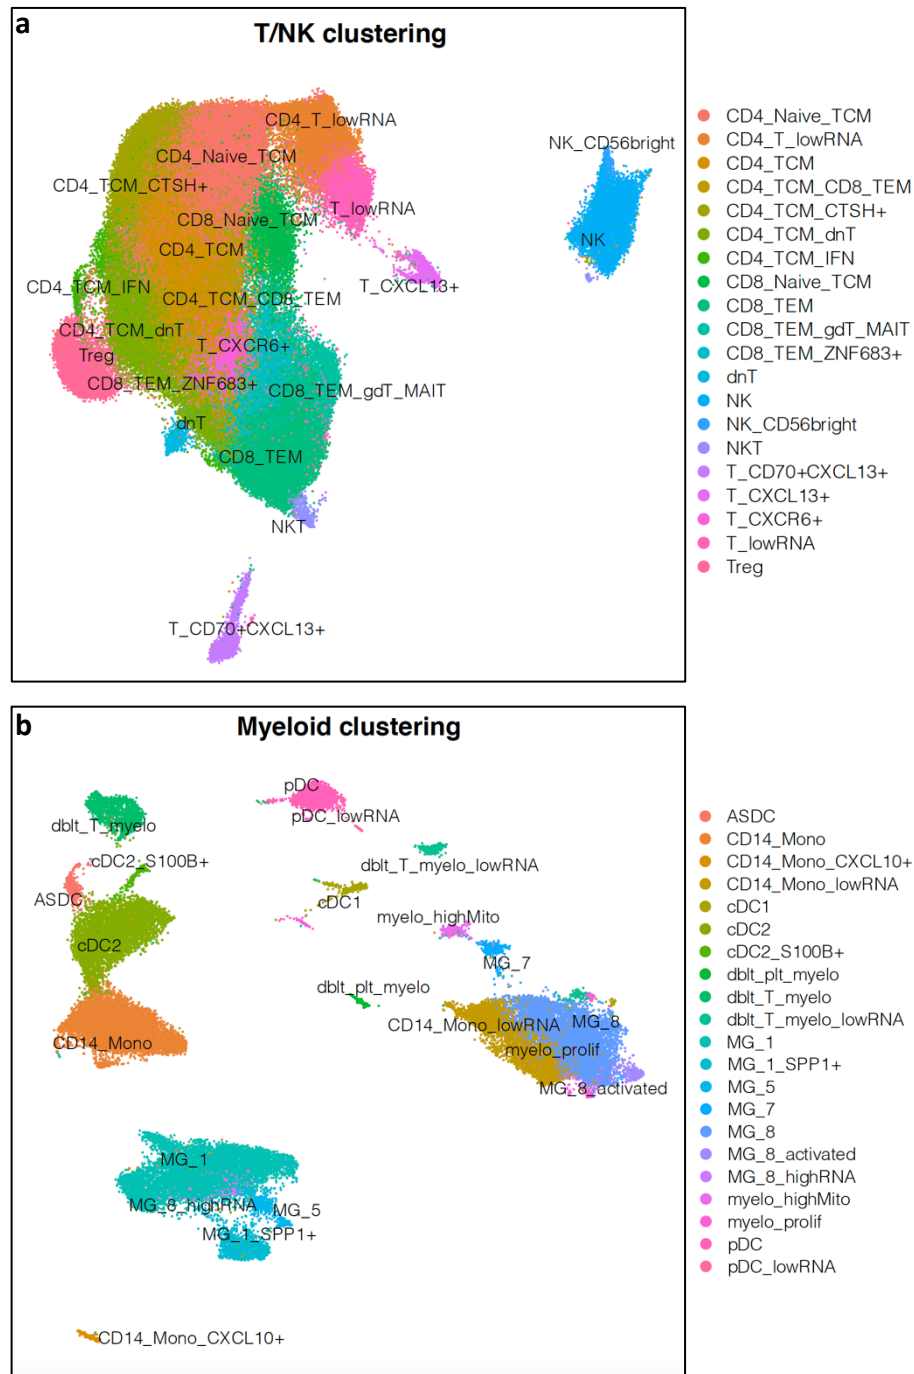 a
T/NK clustering
CD4_T_lowRNA
CD4_Naive_TCM
CD4_TCM_CTSH+
T_lowRNA
CD8_Naive_TCM
CD4_TCM
CD4_TCM_IFN
CD4_TCM_CD8_TEM
T_CXCL13+
CD4_TCM_dnT
T_CXCR6+
Treg
CD8_TEM_ZNF683+
CD8_TEM_gdT_MAIT
dnT
CD8_TEM
NKT
T_CD70+CXCL13+
NK_CD56bright
NK
CD4_Naive_TCM
CD4_T_lowRNA
CD4_TCM
CD4_TCM_CD8_TEM
CD4_TCM_CTSH+
CD4_TCM_dnT
CD4_TCM_IFN
CD8_Naive_TCM
CD8_TEM
CD8_TEM_gdT_MAIT
CD8_TEM_ZNF683+
dnT
NK
NK_CD56bright
NKT
T_CD70+CXCL13+
T_CXCL13+
T_CXCR6+
T_lowRNA
Treg
b
Myeloid clustering
pDC
pDC_lowRNA
dblt_T_myelo
cDC2_S100B+
dblt_T_myelo_lowRNA
ASDC
cDC1
myelo_highMito
cDC2
MG_7
dblt_plt_myelo
CD14_Mono_lowRNA
MG_8
CD14_Mono
myelo_prolif
MG_8_activated
MG_1
MG_8_highRNA
MG_5
MG_1_SPP1+
CD14_Mono_CXCL10+
ASDC
CD14_Mono
CD14_Mono_CXCL10+
CD14_Mono_lowRNA
cDC1
cDC2
cDC2_S100B+
dblt_plt_myelo
dblt_T_myelo
dblt_T_myelo_lowRNA
MG_1
MG_1_SPP1+
MG_5
MG_7
MG_8
MG_8_activated
MG_8_highRNA
myelo_highMito
myelo_prolif
pDC
pDC_lowRNA